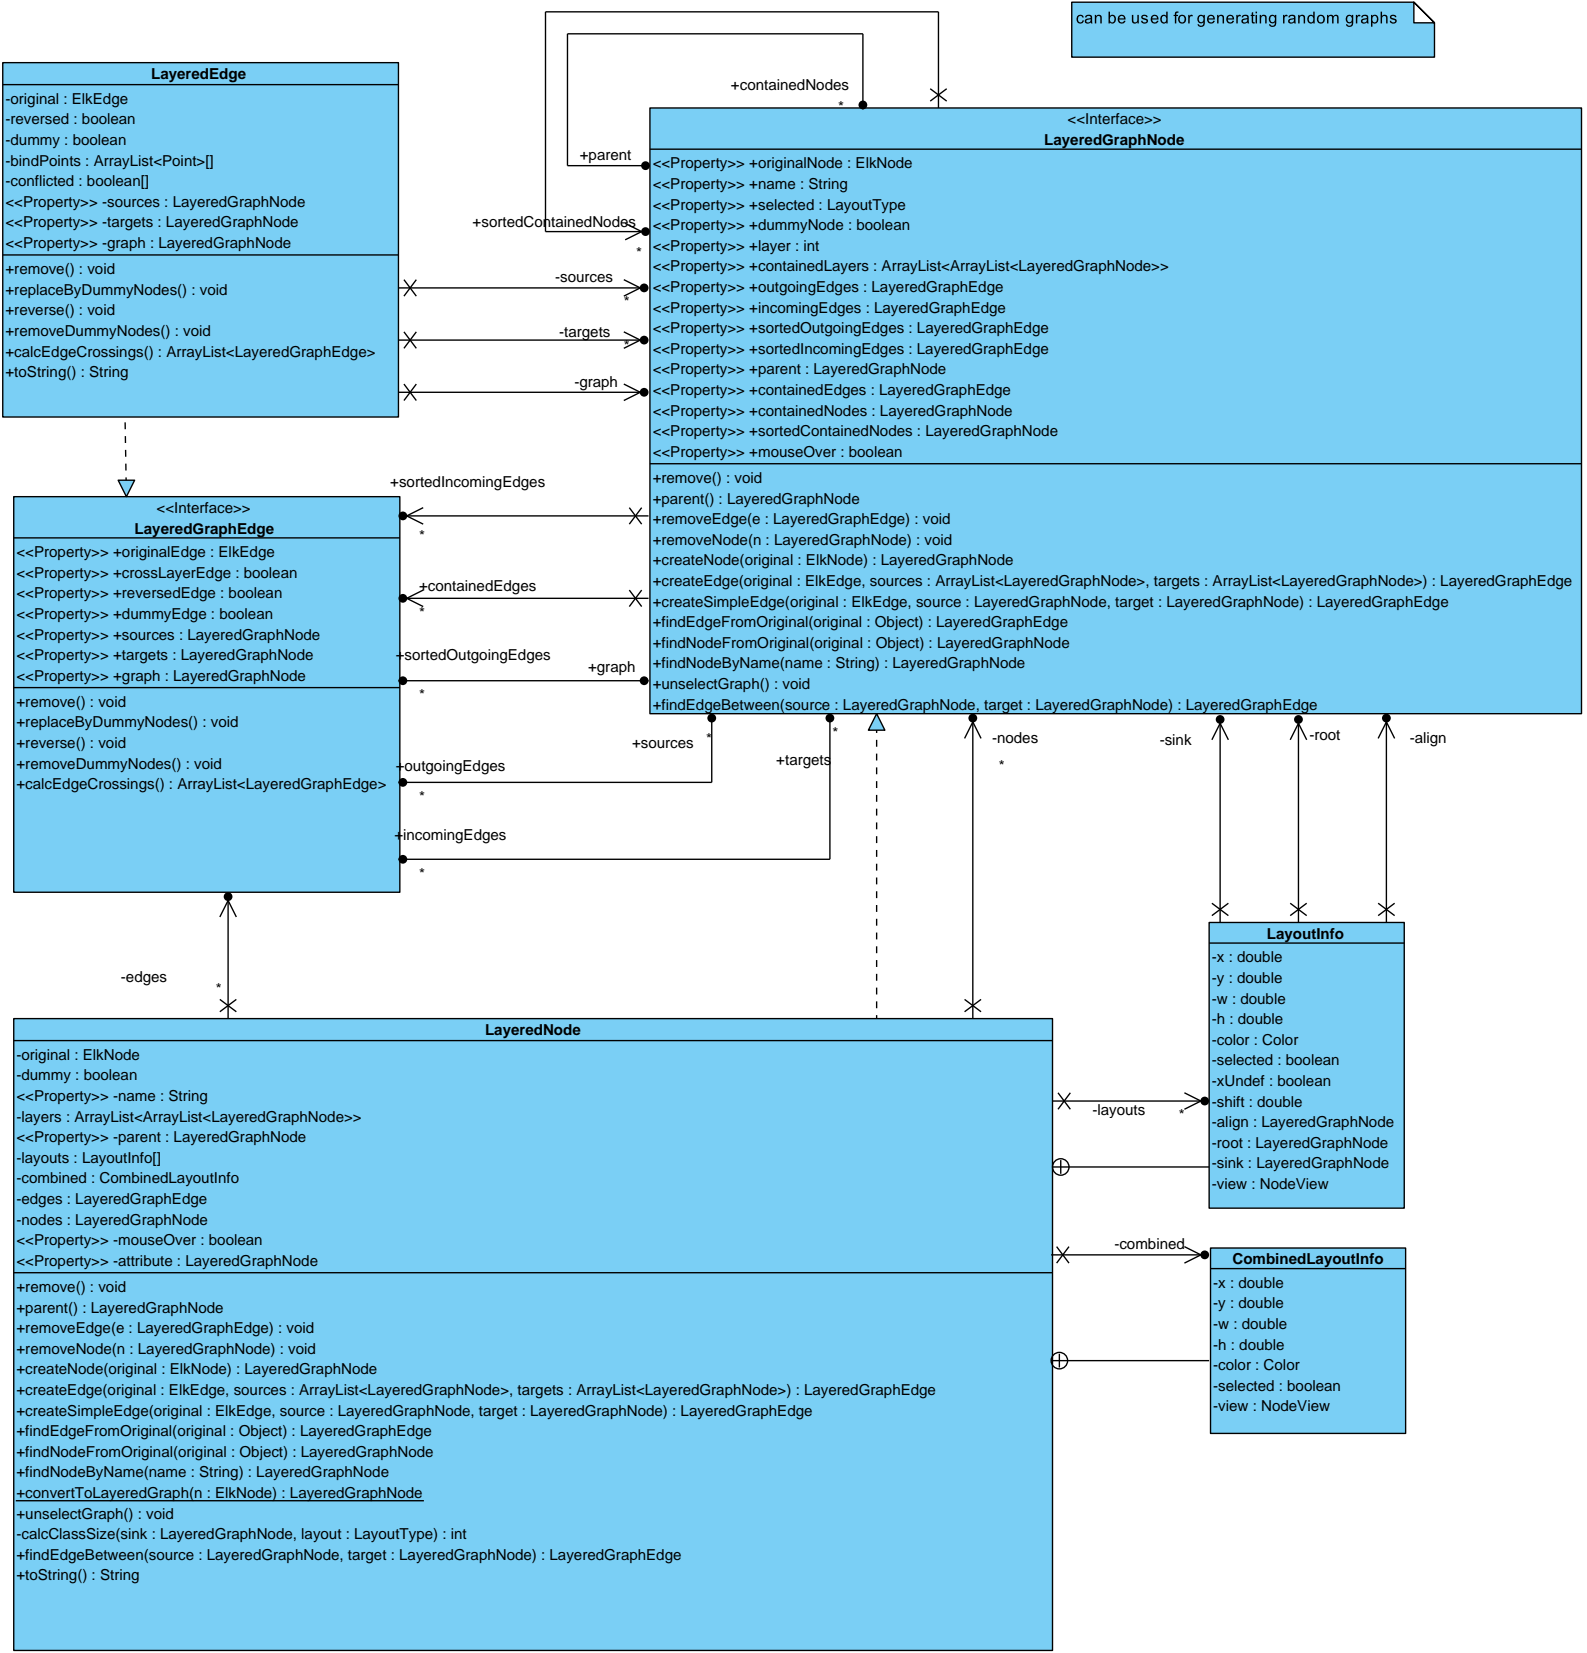 can be used for generating random graphs
LayeredEdge
-original : ElkEdge
-reversed : boolean
-dummy : boolean
-bindPoints : ArrayList<Point>[]
-conflicted : boolean[]
<<Property>> -sources : LayeredGraphNode
<<Property>> -targets : LayeredGraphNode
<<Property>> -graph : LayeredGraphNode
+remove() : void
+replaceByDummyNodes() : void
+reverse() : void
+removeDummyNodes() : void
+calcEdgeCrossings() : ArrayList<LayeredGraphEdge>
+toString() : String
+containedNodes
*
+parent
+sortedContainedNodes
*
-sources
*
-targets
*
-graph
<<Interface>>
LayeredGraphNode
<<Property>> +originalNode : ElkNode
<<Property>> +name : String
<<Property>> +selected : LayoutType
<<Property>> +dummyNode : boolean
<<Property>> +layer : int
<<Property>> +containedLayers : ArrayList<ArrayList<LayeredGraphNode>>
<<Property>> +outgoingEdges : LayeredGraphEdge
<<Property>> +incomingEdges : LayeredGraphEdge
<<Property>> +sortedOutgoingEdges : LayeredGraphEdge
<<Property>> +sortedIncomingEdges : LayeredGraphEdge
<<Property>> +parent : LayeredGraphNode
<<Property>> +containedEdges : LayeredGraphEdge
<<Property>> +containedNodes : LayeredGraphNode
<<Property>> +sortedContainedNodes : LayeredGraphNode
<<Property>> +mouseOver : boolean
+remove() : void
+parent() : LayeredGraphNode
+removeEdge(e : LayeredGraphEdge) : void
+removeNode(n : LayeredGraphNode) : void
+createNode(original : ElkNode) : LayeredGraphNode
+createEdge(original : ElkEdge, sources : ArrayList<LayeredGraphNode>, targets : ArrayList<LayeredGraphNode>) : LayeredGraphEdge
+createSimpleEdge(original : ElkEdge, source : LayeredGraphNode, target : LayeredGraphNode) : LayeredGraphEdge
+findEdgeFromOriginal(original : Object) : LayeredGraphEdge
+findNodeFromOriginal(original : Object) : LayeredGraphNode
+findNodeByName(name : String) : LayeredGraphNode
+unselectGraph() : void
+findEdgeBetween(source : LayeredGraphNode, target : LayeredGraphNode) : LayeredGraphEdge
<<Interface>>
LayeredGraphEdge
<<Property>> +originalEdge : ElkEdge
<<Property>> +crossLayerEdge : boolean
<<Property>> +reversedEdge : boolean
<<Property>> +dummyEdge : boolean
<<Property>> +sources : LayeredGraphNode
<<Property>> +targets : LayeredGraphNode
<<Property>> +graph : LayeredGraphNode
+remove() : void
+replaceByDummyNodes() : void
+reverse() : void
+removeDummyNodes() : void
+calcEdgeCrossings() : ArrayList<LayeredGraphEdge>
+sortedIncomingEdges
*
+containedEdges
*
+sortedOutgoingEdges
*
+graph
+sources
*
+outgoingEdges
*
+targets
*
+incomingEdges
*
-nodes
*
-sink
-root
-align
-edges
*
LayeredNode
-original : ElkNode
-dummy : boolean
<<Property>> -name : String
-layers : ArrayList<ArrayList<LayeredGraphNode>>
<<Property>> -parent : LayeredGraphNode
-layouts : LayoutInfo[]
-combined : CombinedLayoutInfo
-edges : LayeredGraphEdge
-nodes : LayeredGraphNode
<<Property>> -mouseOver : boolean
<<Property>> -attribute : LayeredGraphNode
+remove() : void
+parent() : LayeredGraphNode
+removeEdge(e : LayeredGraphEdge) : void
+removeNode(n : LayeredGraphNode) : void
+createNode(original : ElkNode) : LayeredGraphNode
+createEdge(original : ElkEdge, sources : ArrayList<LayeredGraphNode>, targets : ArrayList<LayeredGraphNode>) : LayeredGraphEdge
+createSimpleEdge(original : ElkEdge, source : LayeredGraphNode, target : LayeredGraphNode) : LayeredGraphEdge
+findEdgeFromOriginal(original : Object) : LayeredGraphEdge
+findNodeFromOriginal(original : Object) : LayeredGraphNode
+findNodeByName(name : String) : LayeredGraphNode
+convertToLayeredGraph(n : ElkNode) : LayeredGraphNode
+unselectGraph() : void
-calcClassSize(sink : LayeredGraphNode, layout : LayoutType) : int
+findEdgeBetween(source : LayeredGraphNode, target : LayeredGraphNode) : LayeredGraphEdge
+toString() : String
-layouts
*
-combined
LayoutInfo
-x : double
-y : double
-w : double
-h : double
-color : Color
-selected : boolean
-xUndef : boolean
-shift : double
-align : LayeredGraphNode
-root : LayeredGraphNode
-sink : LayeredGraphNode
-view : NodeView
CombinedLayoutInfo
-x : double
-y : double
-w : double
-h : double
-color : Color
-selected : boolean
-view : NodeView